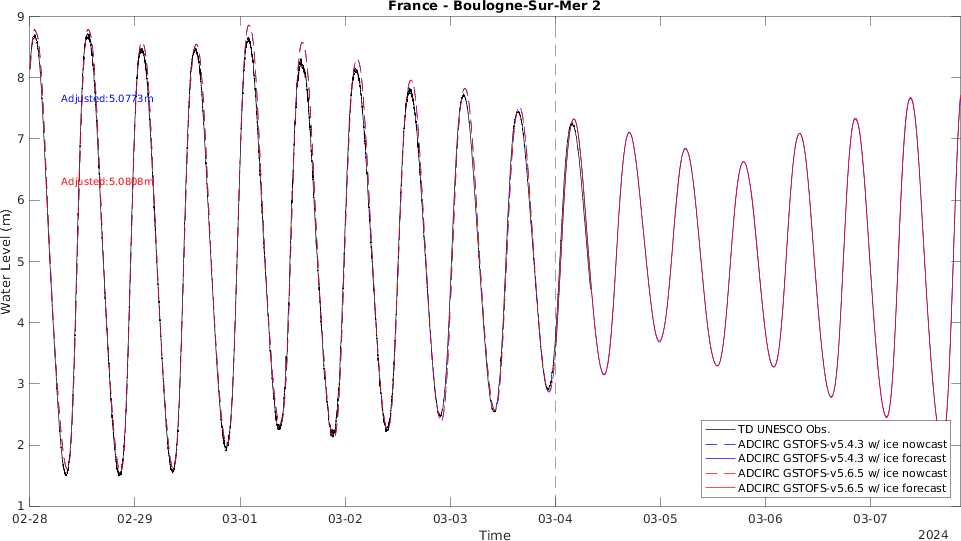 France - Boulogne-Sur-Mer 2
9
8
7
6
5
4
3
2
1
Water Level (m)
Adjusted:5.0773m
Adjusted:5.0808m
TD UNESCO Obs.
ADCIRC GSTOFS-v5.4.3 w/ ice nowcast
ADCIRC GSTOFS-v5.4.3 w/ ice forecast
ADCIRC GSTOFS-v5.6.5 w/ ice nowcast
ADCIRC GSTOFS-v5.6.5 w/ ice forecast
02-28 02-29 03-01 03-02 03-03 03-04 03-05 03-06 03-07
Time
2024